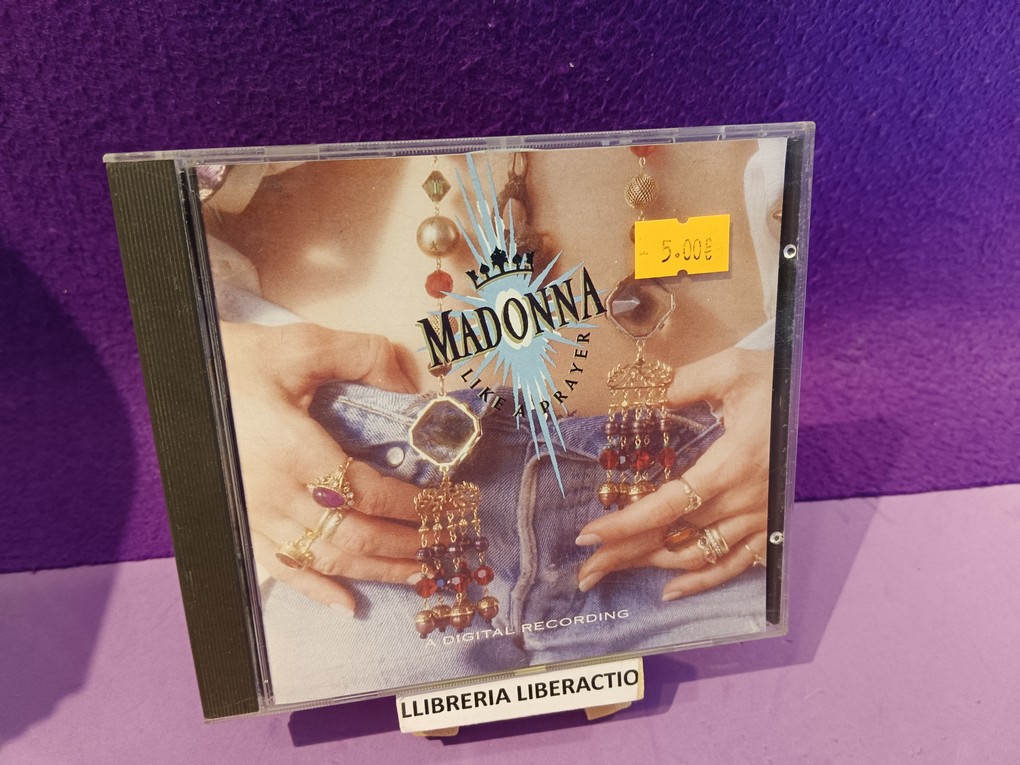 5.00€
MADONNA
LIKE A PRAYER
A DIGITAL RECORDING
LLIBRERIA LIBERACTIO